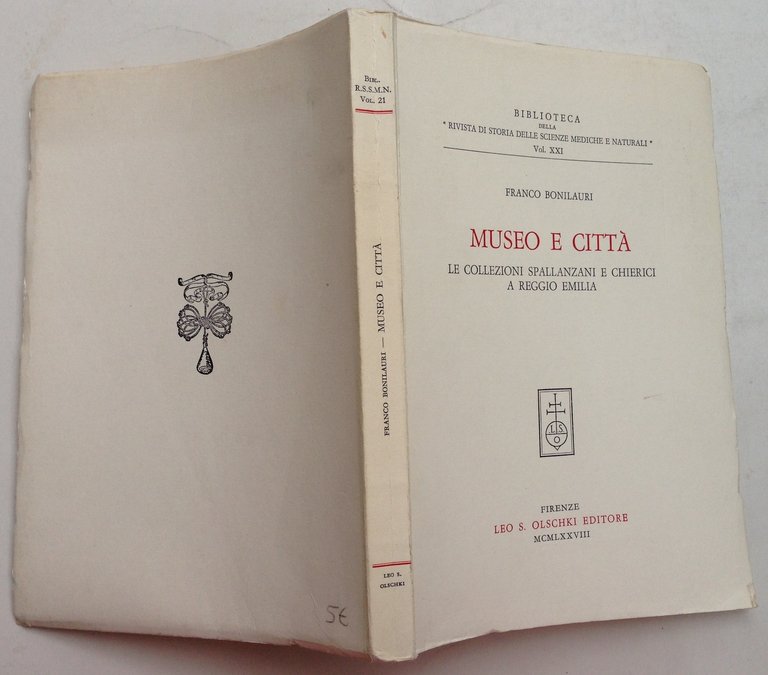 BIBLIOTECA
DELLA
" RIVISTA DI STORIA DELLE SCIENZE MEDICHE E NATURALI "
Vol. XXI
FRANCO BONILAURI
MUSEO E CITTÀ
LE COLLEZIONI SPALLANZANI E CHIERICI
A REGGIO EMILIA
L S
O
FIRENZE
LEO S. OLSCHKI EDITORE
MCMLXXVIII
BIBL.
R.S.S.M.N.
VOL. 21
FRANCO BONILAURI — MUSEO E CITTÀ
LEO S.
OLSCHKI
5€